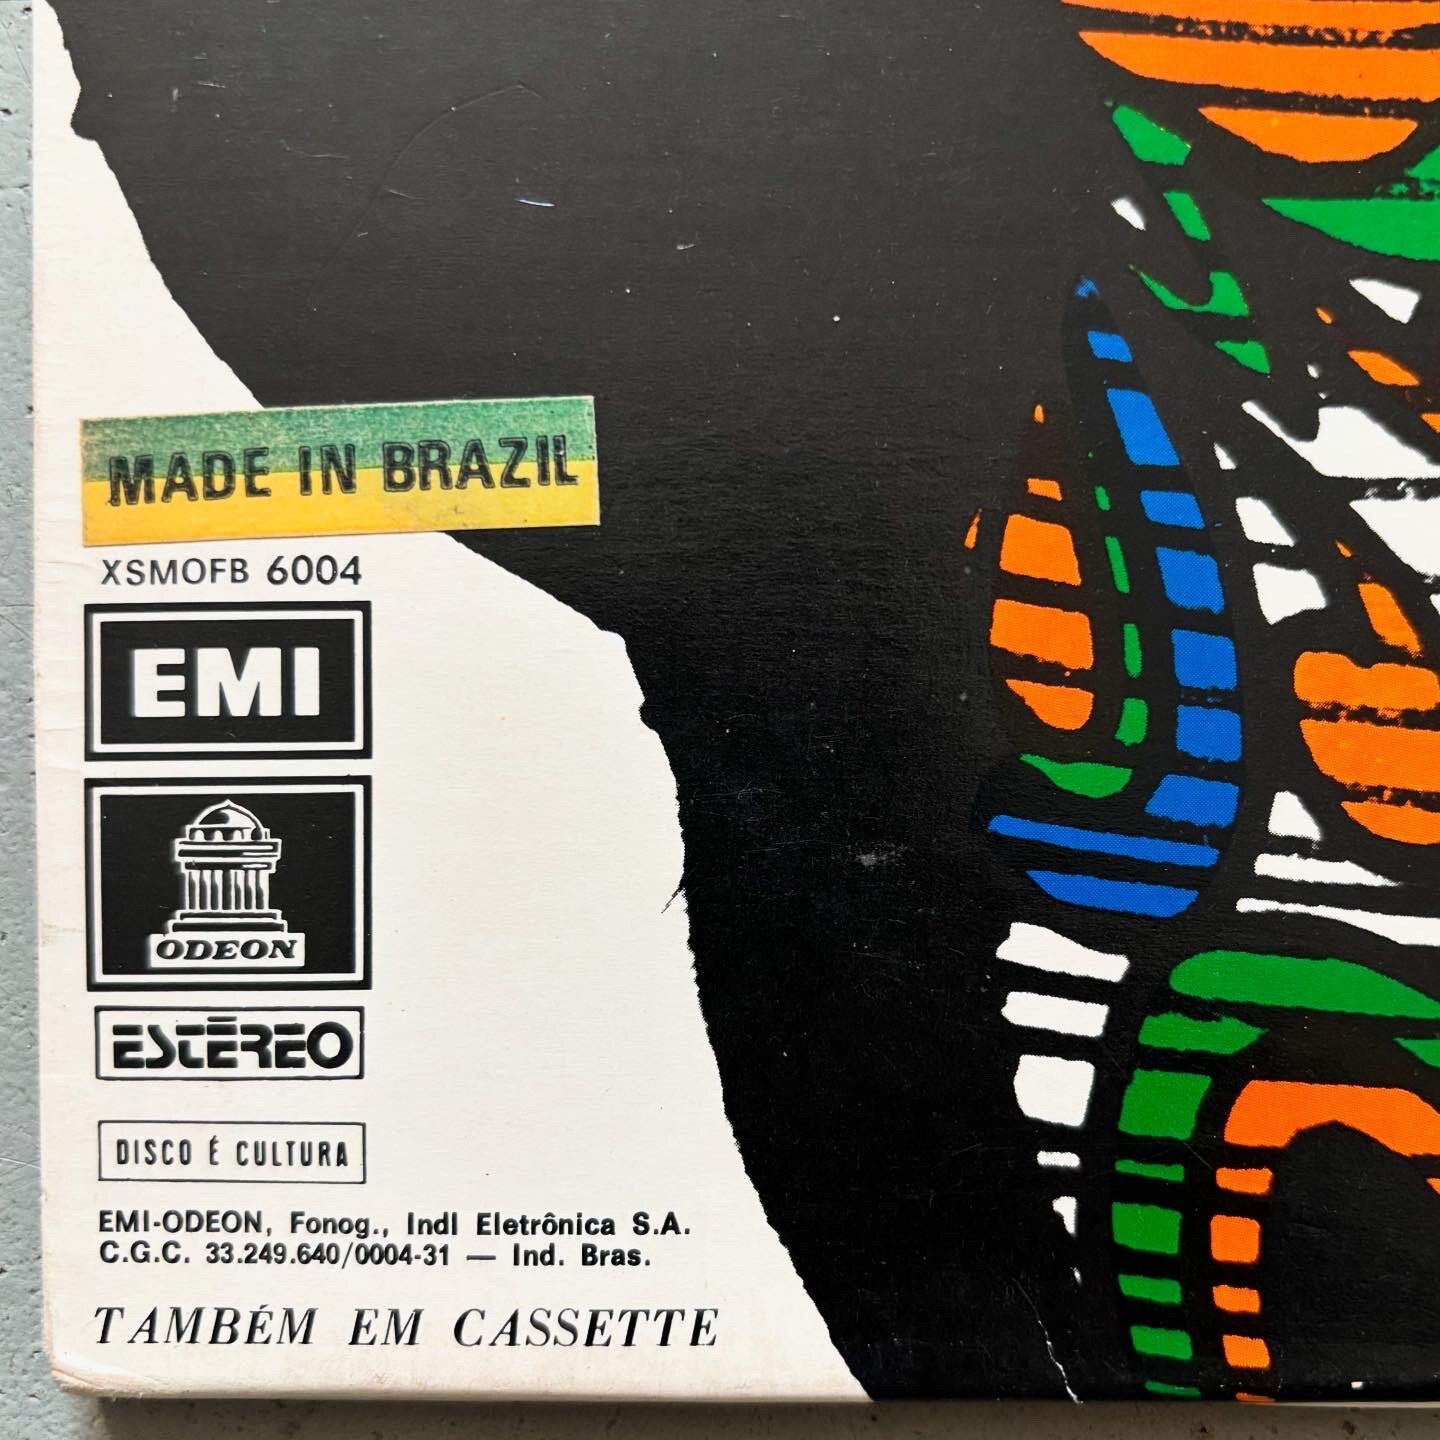 MADE IN BRAZIL
XSMOFB 6004
EMI
ODEON
ESTÉREO
DISCO É CULTURA
EMI-ODEON, Fonog., Indl Eletrônica S.A.
C.G.C. 33.249.640/0004-31 — Ind. Bras.
TAMBÉM EM CASSETTE